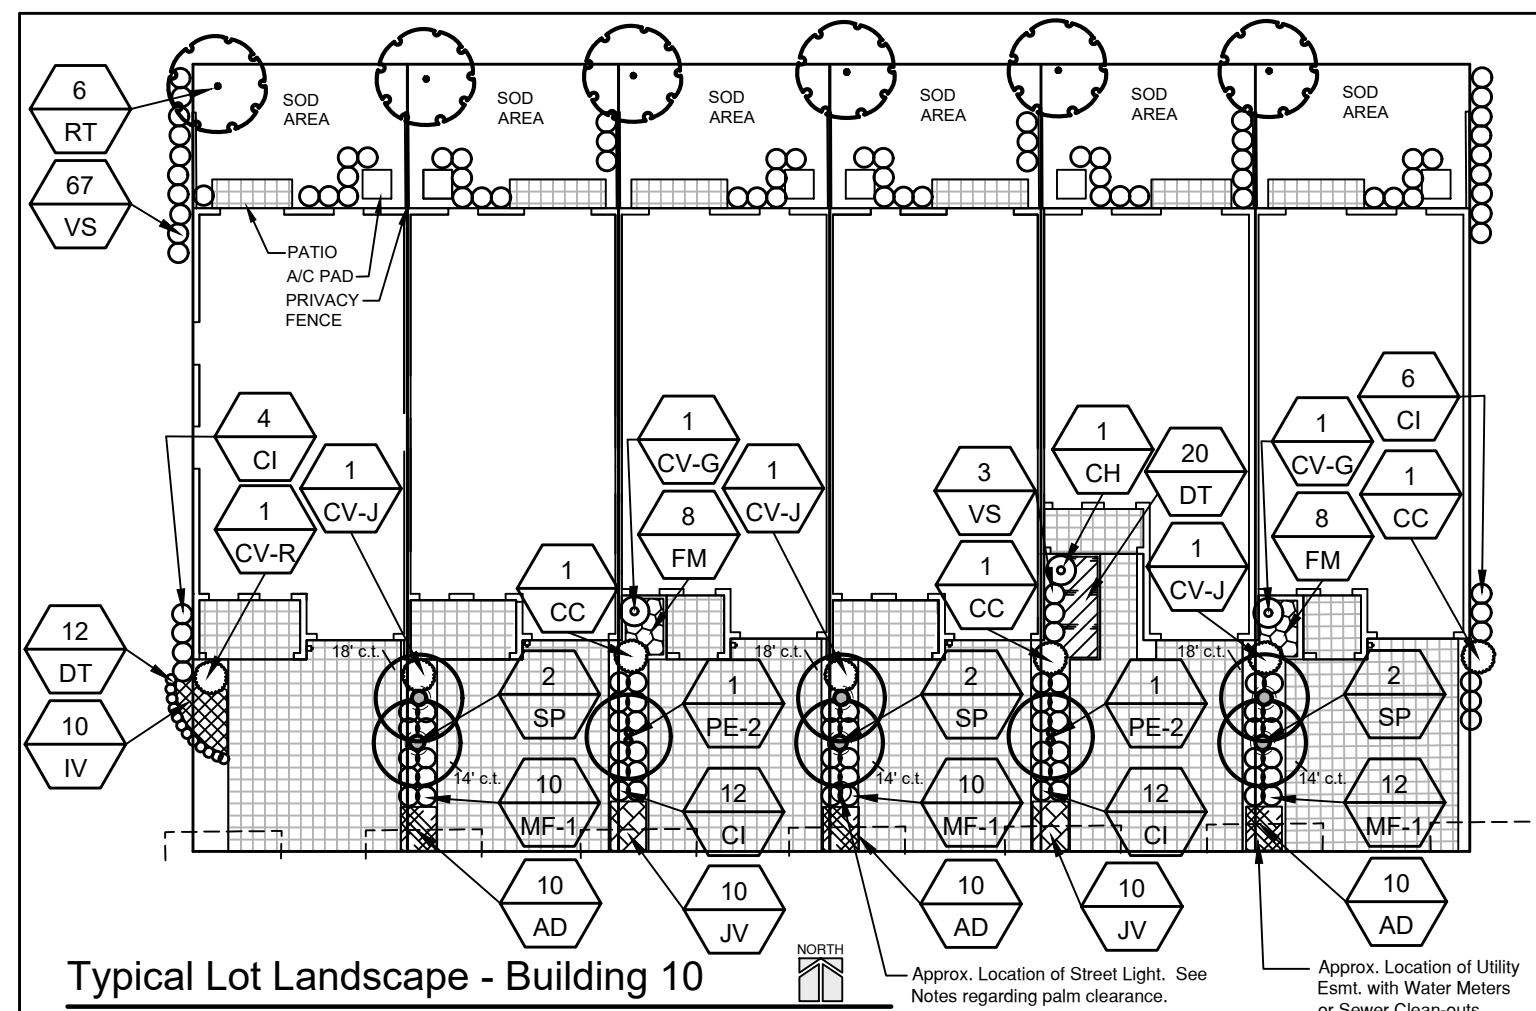 6
RT
67
VS
SOD
AREA
SOD
AREA
SOD
AREA
SOD
AREA
SOD
AREA
SOD
AREA
PATIO
A/C PAD
PRIVACY
FENCE
4
CI
1
CV-R
1
CV-J
12
DT
10
IV
1
CC
1
CV-G
8
FM
1
CV-J
3
VS
1
CC
1
CH
20
DT
1
CV-J
1
CV-G
8
FM
6
CI
1
CC
18' c.t.
18' c.t.
18' c.t.
2
SP
1
PE-2
2
SP
1
PE-2
2
SP
14' c.t.
14' c.t.
14' c.t.
10
MF-1
12
CI
10
MF-1
12
CI
12
MF-1
10
AD
10
JV
10
AD
10
JV
10
AD
Typical Lot Landscape - Building 10
NORTH
Approx. Location of Street Light. See
Notes regarding palm clearance.
Approx. Location of Utility
Esmt. with Water Meters
or Sewer Clean-outs